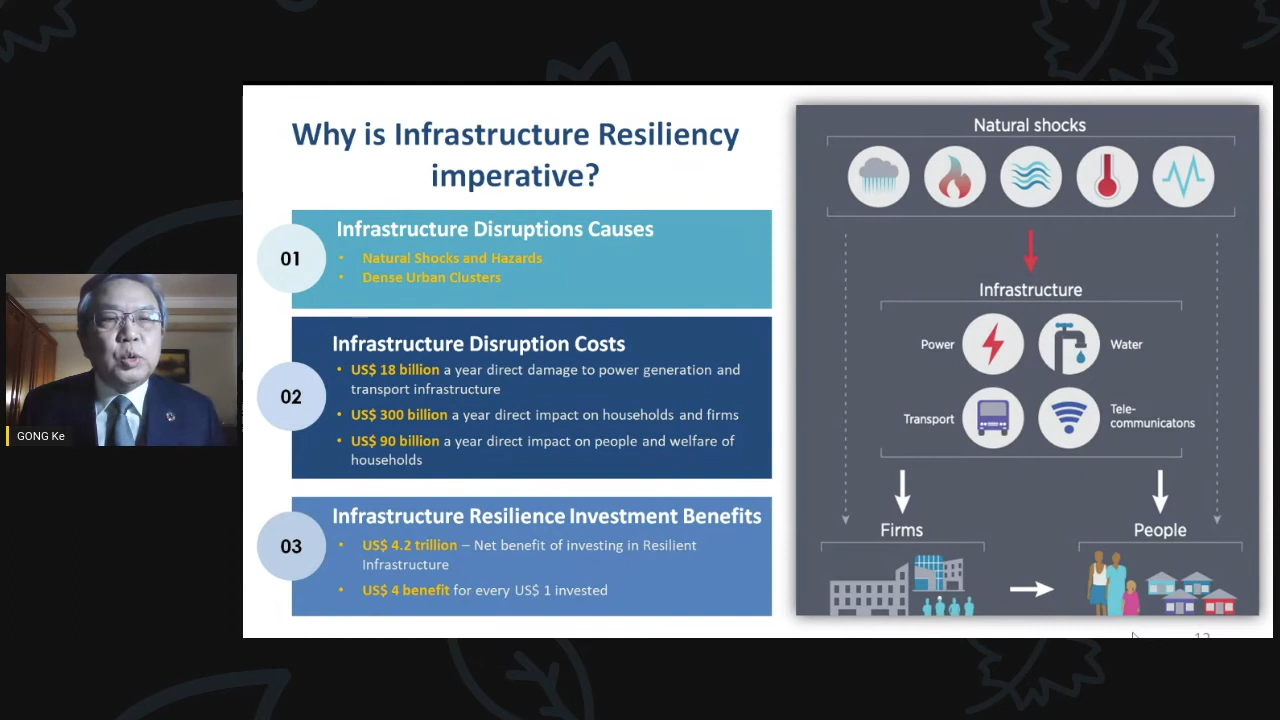 Why is Infrastructure Resiliency
imperative?
01
Infrastructure Disruptions Causes
• Natural Shocks and Hazards
• Dense Urban Clusters
02
Infrastructure Disruption Costs
• US$ 18 billion a year direct damage to power generation and
transport infrastructure
• US$ 300 billion a year direct impact on households and firms
• US$ 90 billion a year direct impact on people and welfare of
households
03
Infrastructure Resilience Investment Benefits
• US$ 4.2 trillion – Net benefit of investing in Resilient
Infrastructure
• US$ 4 benefit for every US$ 1 invested
Natural shocks
Infrastructure
Power
Water
Transport
Tele-
communicatons
Firms
People
GONG Ke